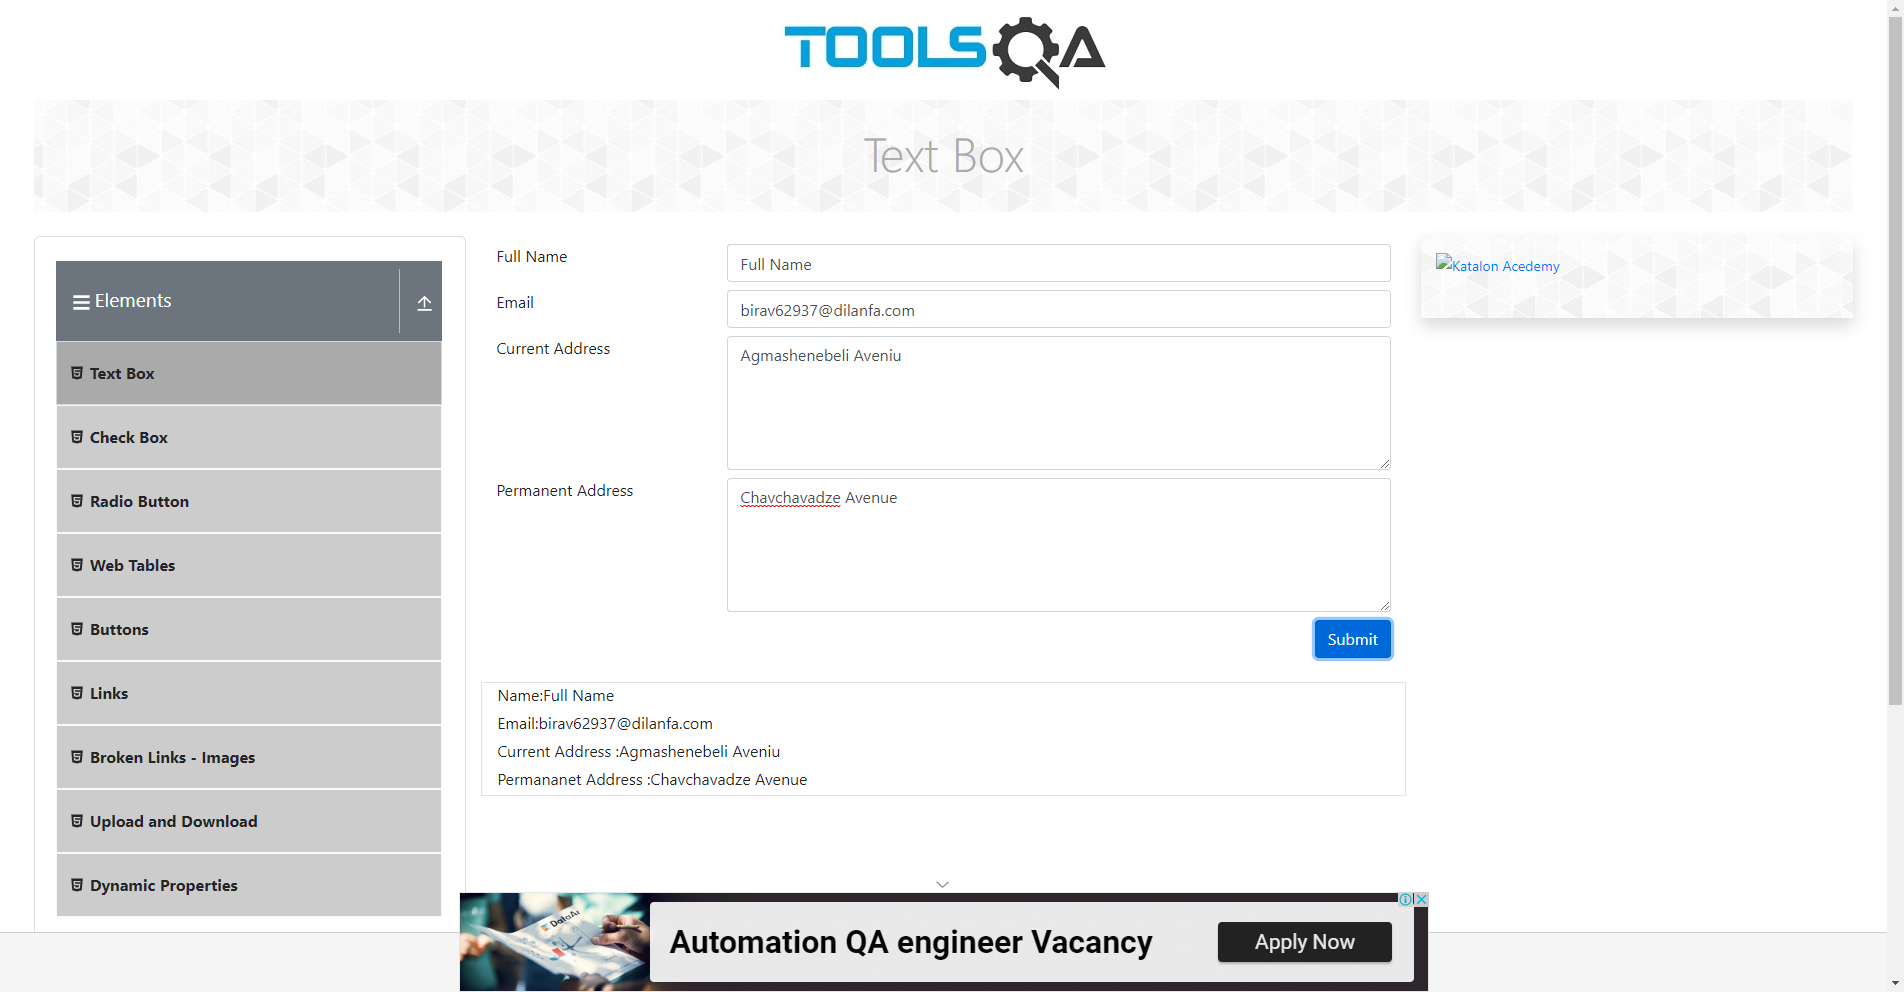 TOOLSQA
Text Box
Elements
Text Box
Check Box
Radio Button
Web Tables
Buttons
Links
Broken Links - Images
Upload and Download
Dynamic Properties
Full Name
Full Name
Email
birav62937@dilanfa.com
Current Address
Agmashenebeli Aveniu
Permanent Address
Chavchavadze Avenue
Submit
Name:Full Name
Email:birav62937@dilanfa.com
Current Address :Agmashenebeli Aveniu
Permananet Address :Chavchavadze Avenue
Katalon Acedemy
DataAr
Automation QA engineer Vacancy
Apply Now